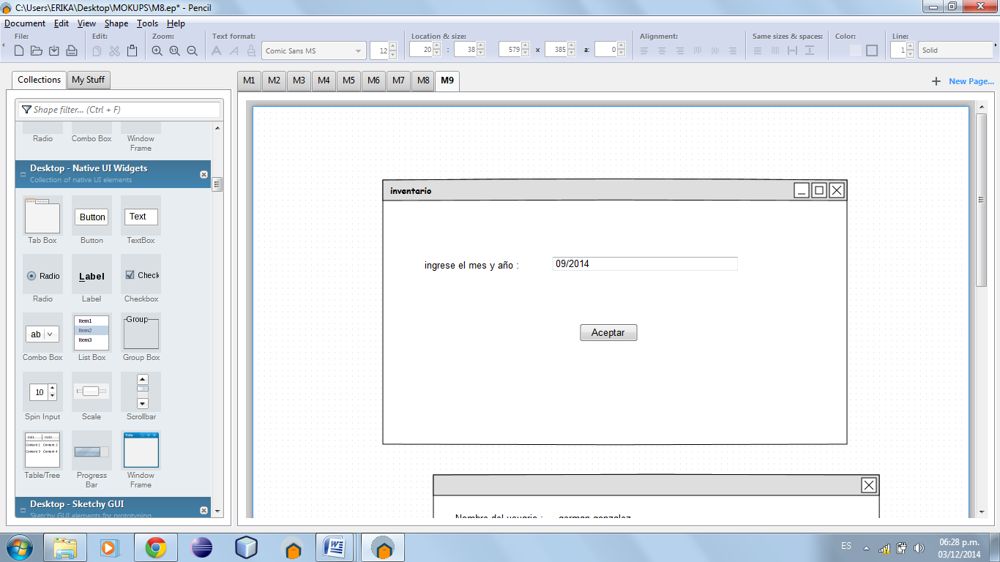 C:\Users\ERIKA\Desktop\MOKUPS\M8.ep* - Pencil
Document Edit View Shape Tools Help
File: Edit: Zoom: Text format: Location & size: Alignment: Same sizes & spaces: Color: Line:
Comic Sans MS 12 20 : 38 579 x 385 a: 0 1 Solid
Collections My Stuff
M1 M2 M3 M4 M5 M6 M7 M8 M9
New Page...
Shape filter... (Ctrl + F)
Radio Combo Box Window
Frame
Desktop - Native UI Widgets
Collection of native UI elements
Button Text
Tab Box Button TextBox
Radio Label Check
Radio Label Checkbox
ab Item1 Item2 Item3 Group
Combo Box List Box Group Box
10
Spin Input Scale Scrollbar
Col1 Col2 Title
Content 1 Content 2
Content 3 Content 4
Table/Tree Progress
Bar Window
Frame
Desktop - Sketchy GUI
Sketchy GUI elements for prototyping
inventario
ingrese el mes y año : 09/2014
Aceptar
Nombre del usuario : german gonzalez
ES 06:28 p.m.
03/12/2014